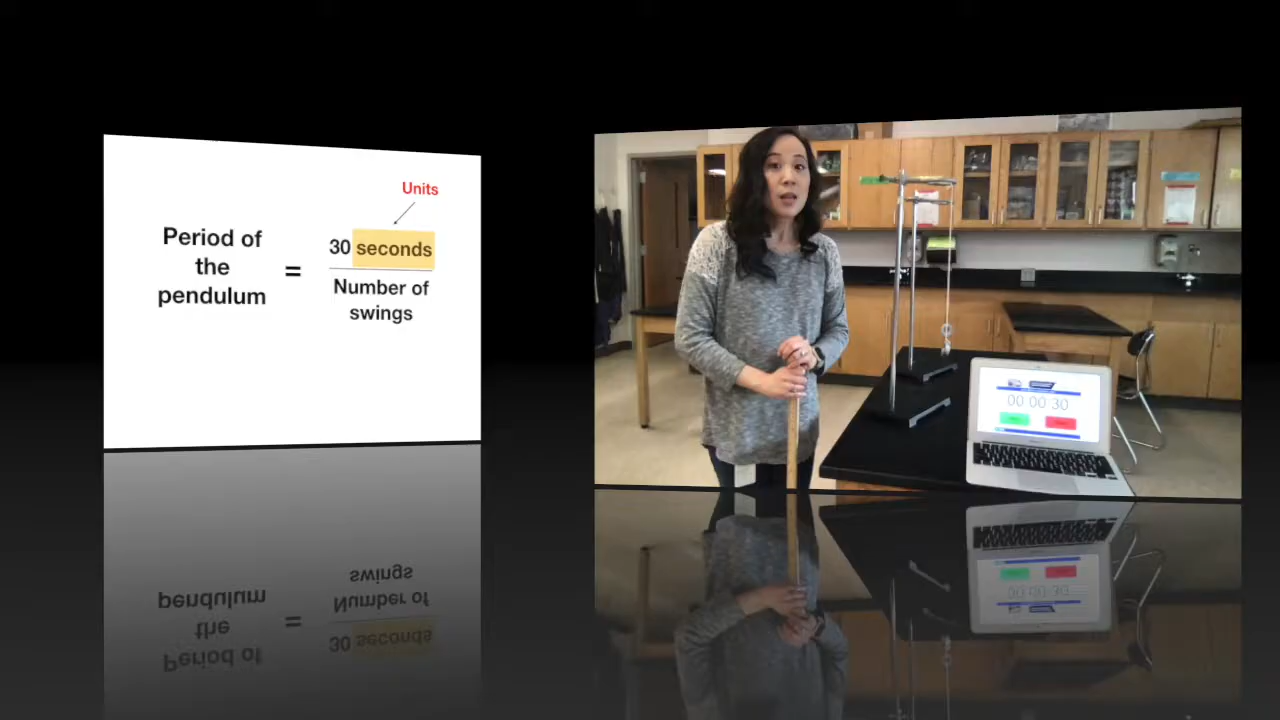 Units
Period of
the
pendulum
=
30 seconds
Number of
swings
00 00 30